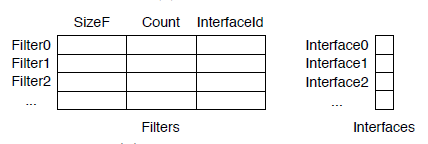 SizeF Count InterfaceId
Filter0
Filter1
Filter2
...
Filters
Interface0
Interface1
Interface2
...
Interfaces